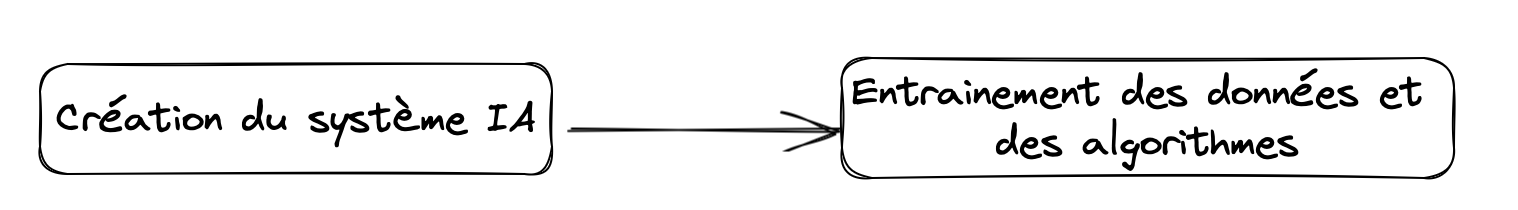 Création du système IA
Entrainement des données et
des algorithmes